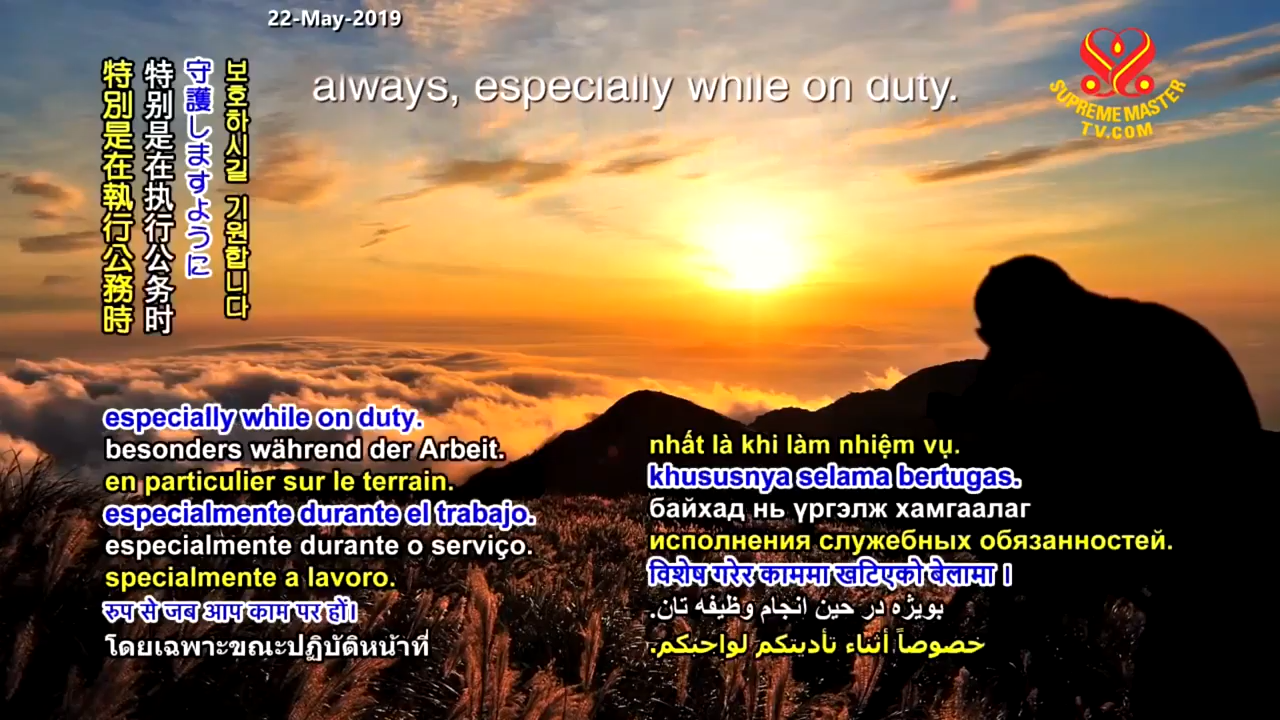 22-May-2019
always, especially while on duty.
SUPREME MASTER
TV.COM
보호하시길 기원합니다
守護しますように
特别是在执行公务时
特別是在執行公務時
especially while on duty.
besonders während der Arbeit.
en particulier sur le terrain.
especialmente durante el trabajo.
especialmente durante o serviço.
specialmente a lavoro.
रुप से जब आप काम पर हों।
โดยเฉพาะขณะปฏิบัติหน้าที่
nhất là khi làm nhiệm vụ.
khususnya selama bertugas.
байхад нь үргэлж хамгаалаг
исполнения служебных обязанностей.
विशेष गरेर काममा खटिएको बेलामा ।
بویژه در حین انجام وظیفه تان.
خصوصاً أثناء تأديتكم لواجبكم.